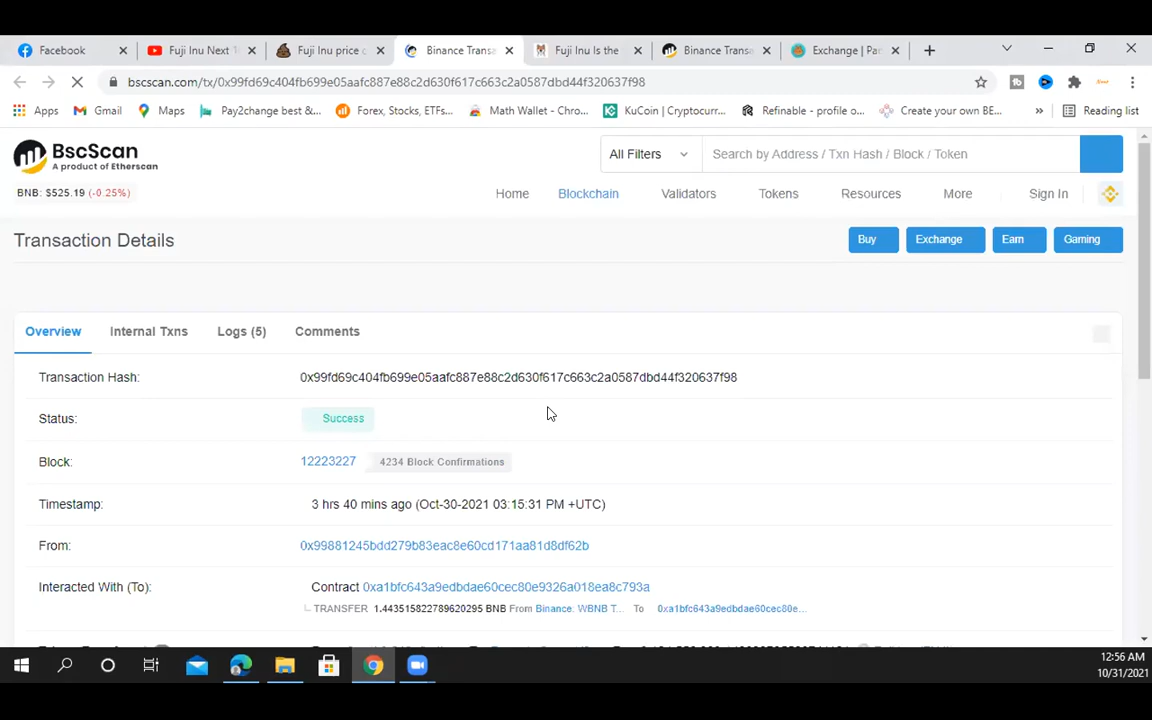 Facebook
Fuji Inu Next 1
Fuji Inu price c
Binance Transa
Fuji Inu Is the
Binance Transa
Exchange | Pa
bscscan.com/tx/0x99fd69c404fb699e05aafc887e88c2d630f617c663c2a0587dbd44f320637f98
Apps
Gmail
Maps
Pay2change best &...
Forex, Stocks, ETFs...
Math Wallet - Chro...
KuCoin | Cryptocurr...
Refinable - profile o...
Create your own BE...
»
Reading list
BscScan
A product of Etherscan
BNB: $525.19 (-0.25%)
All Filters
Search by Address / Txn Hash / Block / Token
Home
Blockchain
Validators
Tokens
Resources
More
Sign In
Transaction Details
Buy
Exchange
Earn
Gaming
Overview
Internal Txns
Logs (5)
Comments
Transaction Hash:
0x99fd69c404fb699e05aafc887e88c2d630f617c663c2a0587dbd44f320637f98
Status:
Success
Block:
12223227
4234 Block Confirmations
Timestamp:
3 hrs 40 mins ago (Oct-30-2021 03:15:31 PM +UTC)
From:
0x99881245bdd279b83eac8e60cd171aa81d8df62b
Interacted With (To):
Contract 0xa1bfc643a9edbdae60cec80e9326a018ea8c793a
TRANSFER 1.443515822789620295 BNB From Binance: WBNB T... To 0xa1bfc643a9edbdae60cec80e...
12:56 AM
10/31/2021